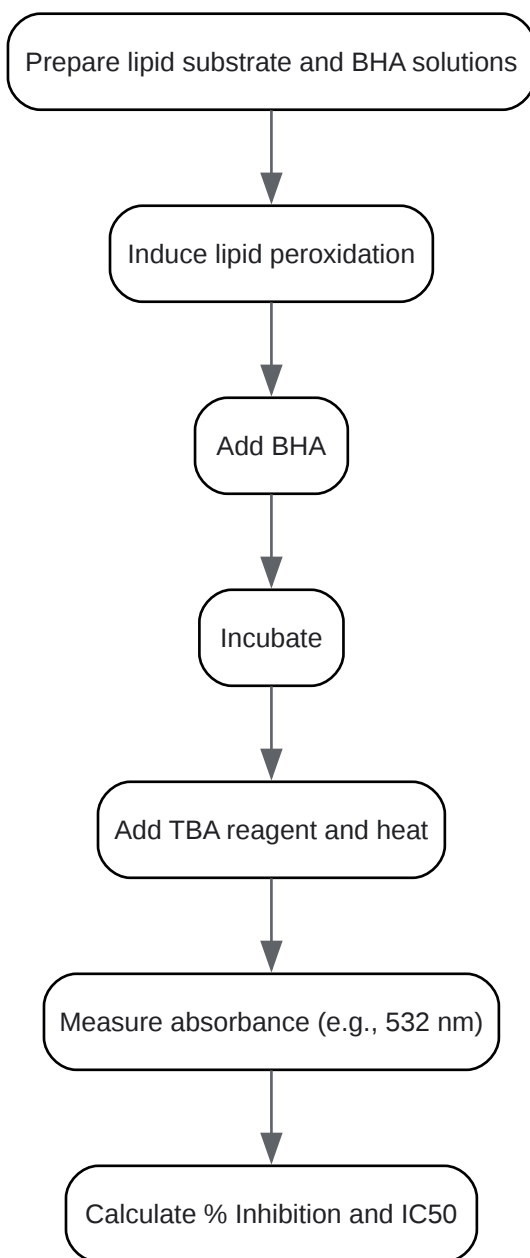 Prepare lipid substrate and BHA solutions
Induce lipid peroxidation
Add BHA
Incubate
Add TBA reagent and heat
Measure absorbance (e.g., 532 nm)
Calculate % Inhibition and IC50